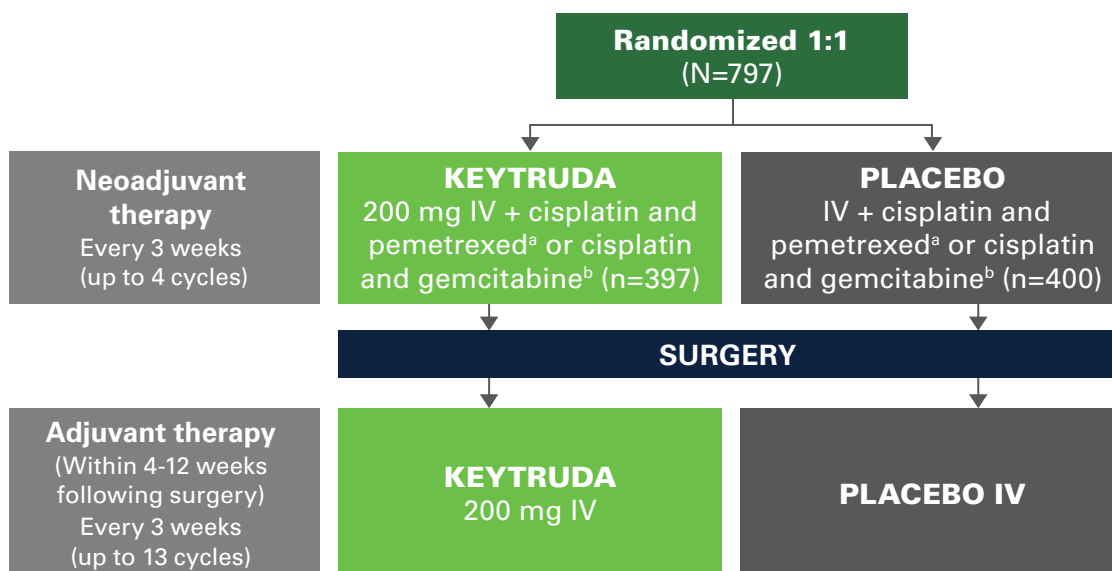 Randomized 1:1
(N=797)
Neoadjuvant
therapy
Every 3 weeks
(up to 4 cycles)
KEYTRUDA
200 mg IV + cisplatin and
pemetrexedᵃ or cisplatin
and gemcitabineᵇ (n=397)
PLACEBO
IV + cisplatin and
pemetrexedᵃ or cisplatin
and gemcitabineᵇ (n=400)
SURGERY
Adjuvant therapy
(Within 4-12 weeks
following surgery)
Every 3 weeks
(up to 13 cycles)
KEYTRUDA
200 mg IV
PLACEBO IV